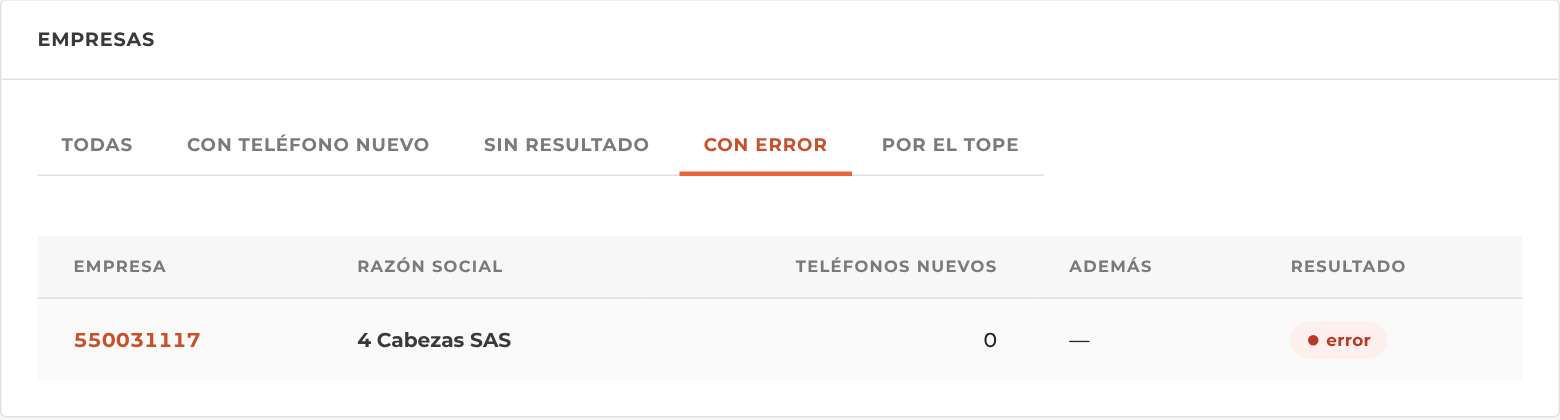 EMPRESAS
TODAS CON TELÉFONO NUEVO SIN RESULTADO CON ERROR POR EL TOPE
EMPRESA RAZÓN SOCIAL TELÉFONOS NUEVOS ADEMÁS RESULTADO
550031117 4 Cabezas SAS 0 — error